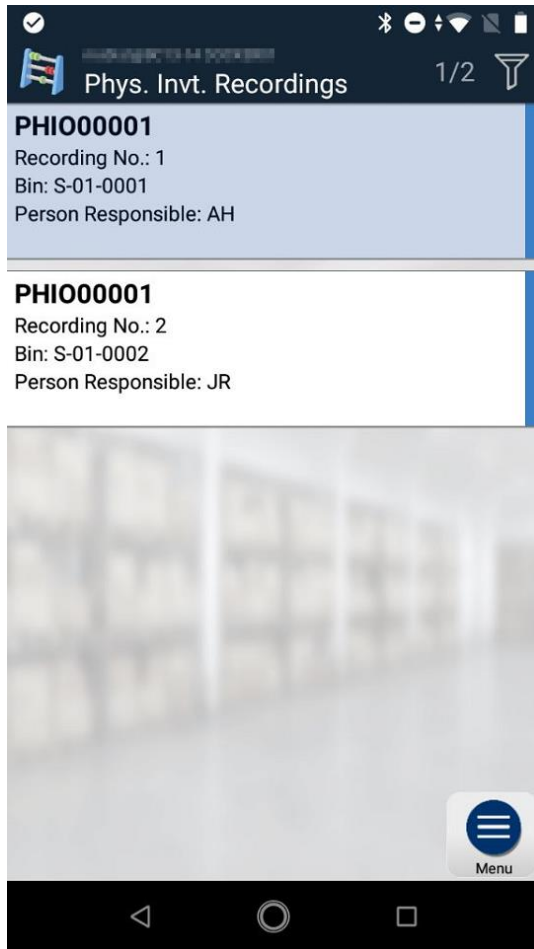 Phys. Invt. Recordings
1/2
PHIO00001
Recording No.: 1
Bin: S-01-0001
Person Responsible: AH
PHIO00001
Recording No.: 2
Bin: S-01-0002
Person Responsible: JR
Menu